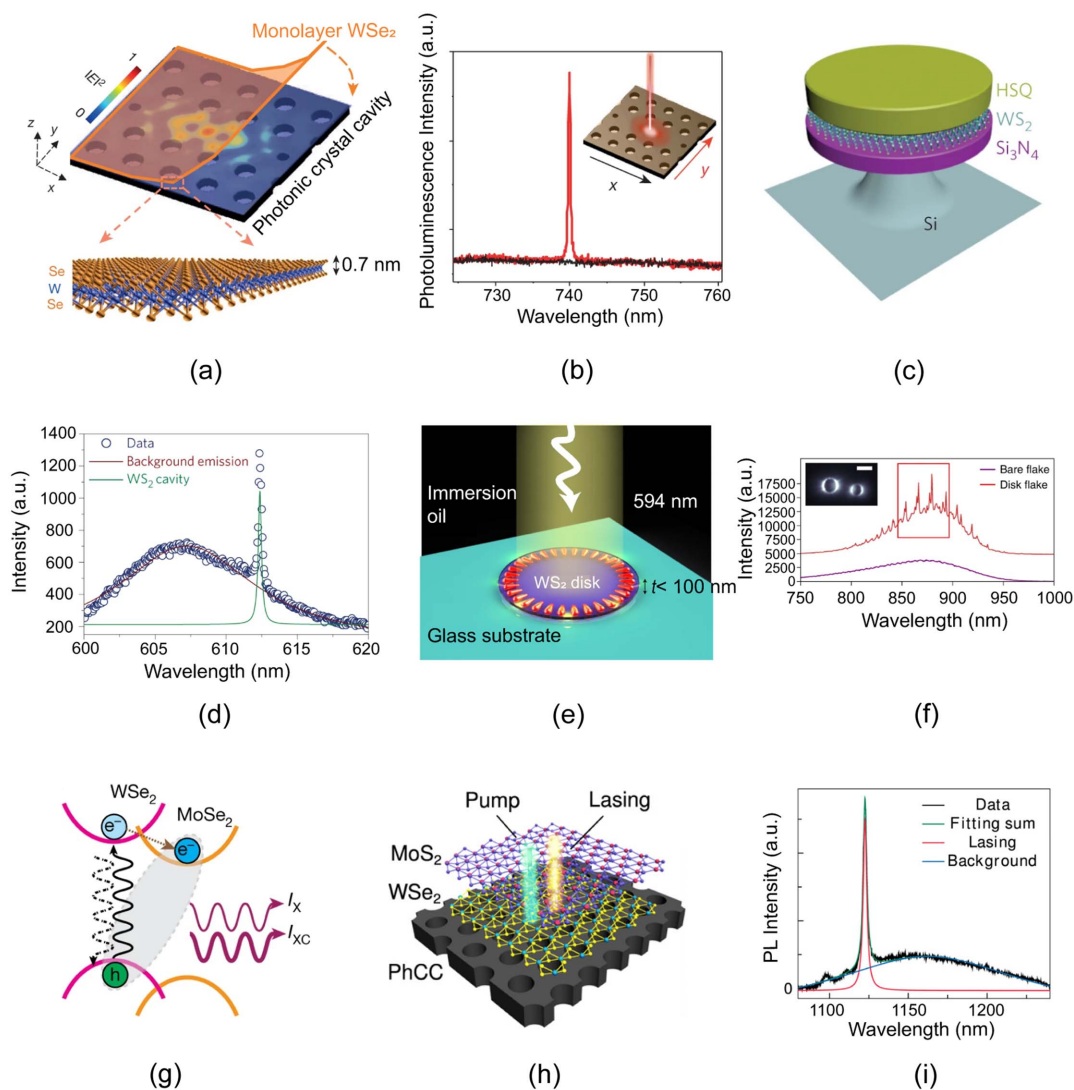 Monolayer WSe₂
1
|E|²
0
z
y
x
Photonic crystal cavity
Se
W
Se
0.7 nm
(a)
Photoluminescence Intensity (a.u.)
x
y
730
740
750
760
Wavelength (nm)
(b)
HSQ
WS₂
Si₃N₄
Si
(c)
1400
1200
1000
800
600
400
200
Intensity (a.u.)
Data
Background emission
WS₂ cavity
600
605
610
615
620
Wavelength (nm)
(d)
Immersion
oil
594 nm
WS₂ disk
t< 100 nm
Glass substrate
(e)
Intensity (a.u.)
17500
15000
12500
10000
7500
5000
2500
0
Bare flake
Disk flake
750
800
850
900
950
1000
Wavelength (nm)
(f)
WSe₂
MoSe₂
e⁻
e⁻
h
I_X
I_XC
(g)
Pump
Lasing
MoS₂
WSe₂
PhCC
(h)
PL Intensity (a.u.)
0
Data
Fitting sum
Lasing
Background
1100
1150
1200
Wavelength (nm)
(i)